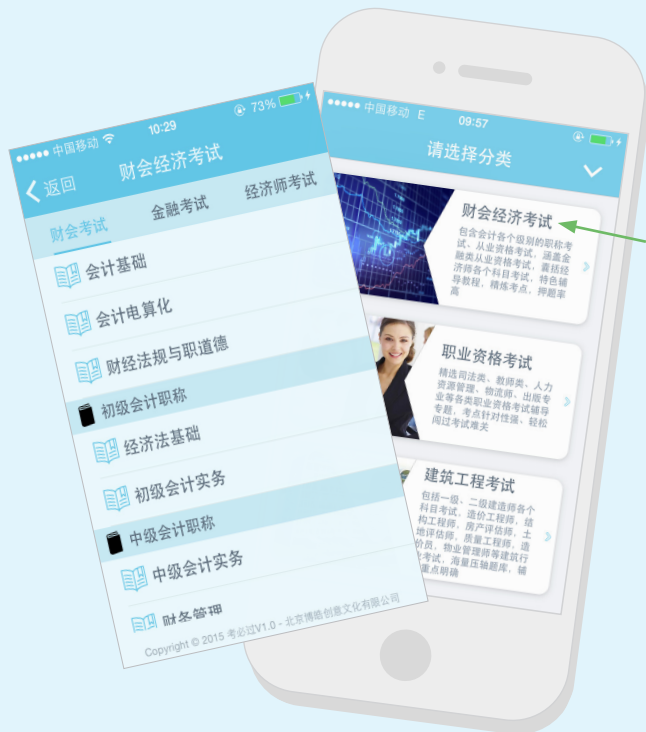 中国移动
10:29
73%
返回
财会经济考试
财会考试
金融考试
经济师考试
会计基础
会计电算化
财经法规与职道德
初级会计职称
经济法基础
初级会计实务
中级会计职称
中级会计实务
财务管理
Copyright © 2015 考必过V1.0 - 北京博皓创意文化有限公司
中国移动 E
09:57
请选择分类
财会经济考试
包含会计各个级别的职称考
试、从业资格考试，涵盖金
融类从业资格考试，囊括经
济师各个科目考试，特色辅
导教程，精炼考点，押题率
高
职业资格考试
精选司法类、教师类、人力
资源管理、物流师、出版专
业等各类职业资格考试辅导
专题，考点针对性强、轻松
闯过考试难关
建筑工程考试
包括一级、二级建造师各个
科目考试，造价工程师，结
构工程师，房产评估师，土
地评估师，质量工程师，造
价员，物业管理师等建筑行
考试，海量压轴题库，辅
重点明确